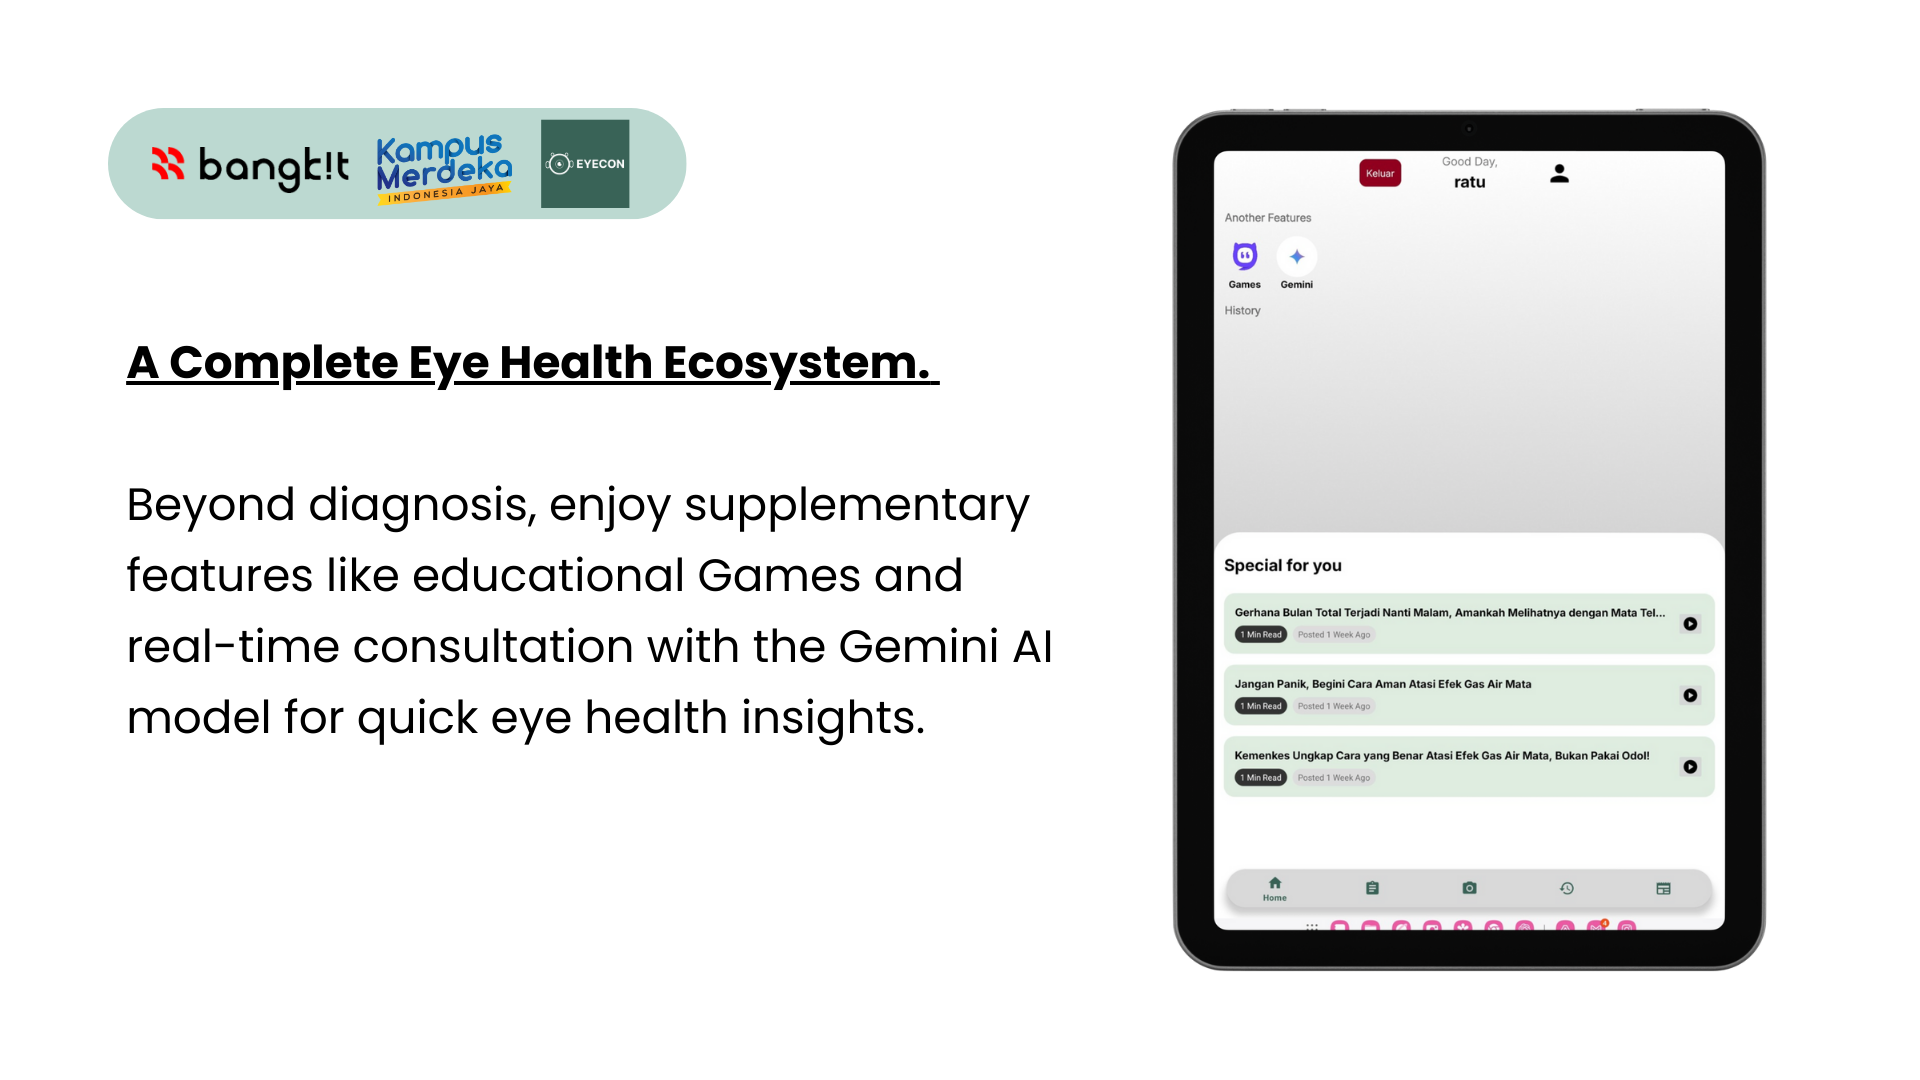 bangk!t
Kampus
Merdeka
INDONESIA JAYA
EYECON
A Complete Eye Health Ecosystem.
Beyond diagnosis, enjoy supplementary
features like educational Games and
real-time consultation with the Gemini AI
model for quick eye health insights.
Keluar
Good Day,
ratu
Another Features
Games
Gemini
History
Special for you
Gerhana Bulan Total Terjadi Nanti Malam, Amankah Melihatnya dengan Mata Tel...
1 Min Read Posted 1 Week Ago
Jangan Panik, Begini Cara Aman Atasi Efek Gas Air Mata
1 Min Read Posted 1 Week Ago
Kemenkes Ungkap Cara yang Benar Atasi Efek Gas Air Mata, Bukan Pakai Odol!
1 Min Read Posted 1 Week Ago
Home